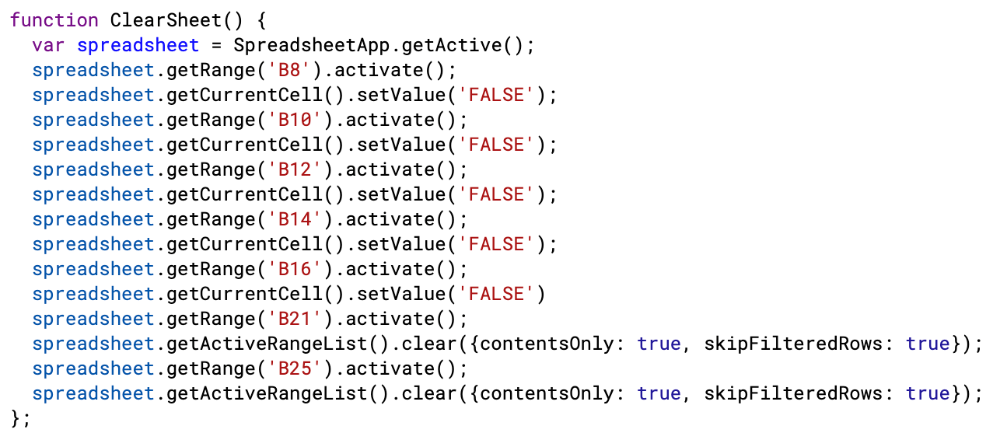 function ClearSheet() {
  var spreadsheet = SpreadsheetApp.getActive();
  spreadsheet.getRange('B8').activate();
  spreadsheet.getCurrentCell().setValue('FALSE');
  spreadsheet.getRange('B10').activate();
  spreadsheet.getCurrentCell().setValue('FALSE');
  spreadsheet.getRange('B12').activate();
  spreadsheet.getCurrentCell().setValue('FALSE');
  spreadsheet.getRange('B14').activate();
  spreadsheet.getCurrentCell().setValue('FALSE');
  spreadsheet.getRange('B16').activate();
  spreadsheet.getCurrentCell().setValue('FALSE')
  spreadsheet.getRange('B21').activate();
  spreadsheet.getActiveRangeList().clear({contentsOnly: true, skipFilteredRows: true});
  spreadsheet.getRange('B25').activate();
  spreadsheet.getActiveRangeList().clear({contentsOnly: true, skipFilteredRows: true});
};